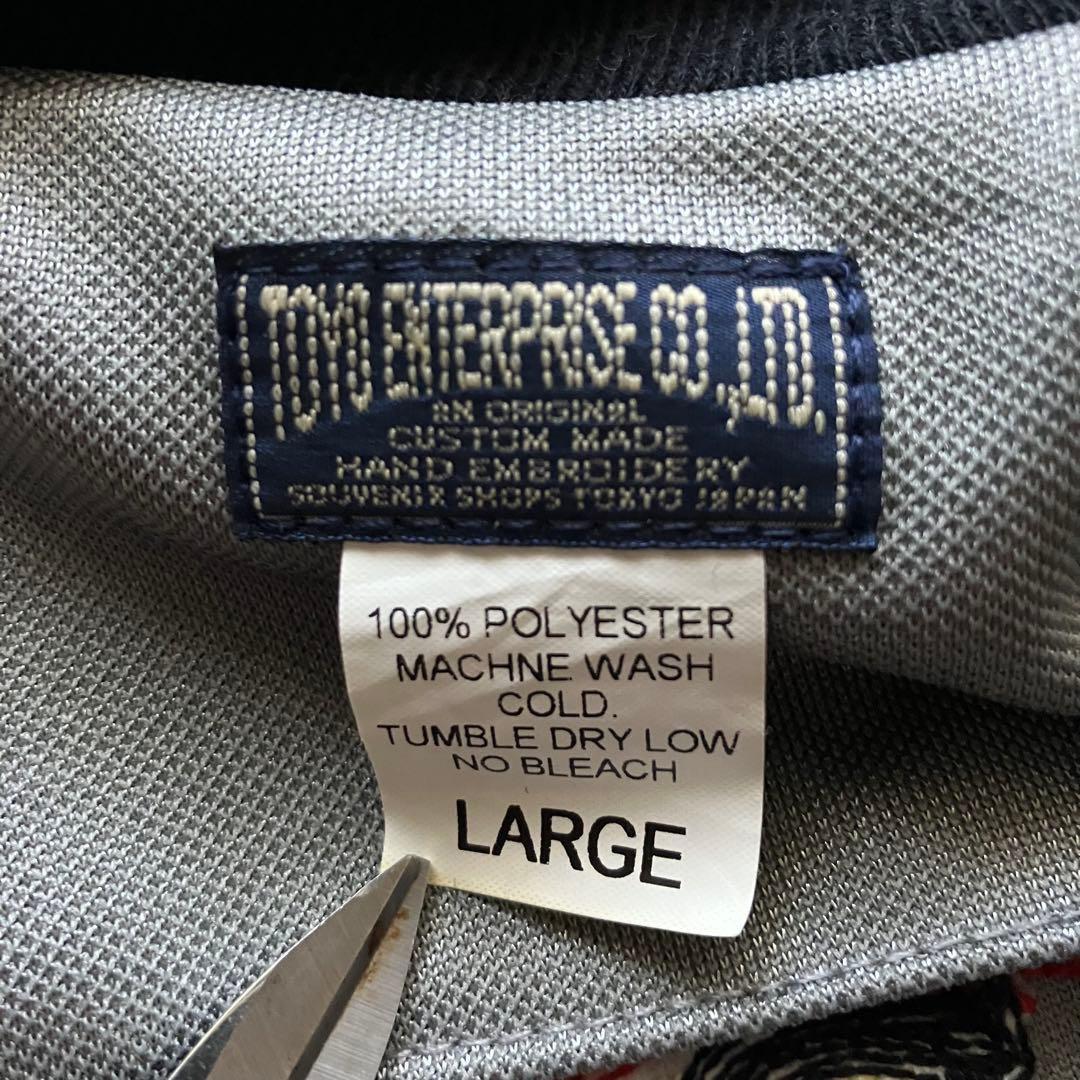 TOYO ENTERPRISE CO.,LTD.
AN ORIGINAL
CUSTOM MADE
HAND EMBROIDERY
SOUVENIR SHOPS TOKYO JAPAN
100% POLYESTER
MACHNE WASH
COLD.
TUMBLE DRY LOW
NO BLEACH
LARGE